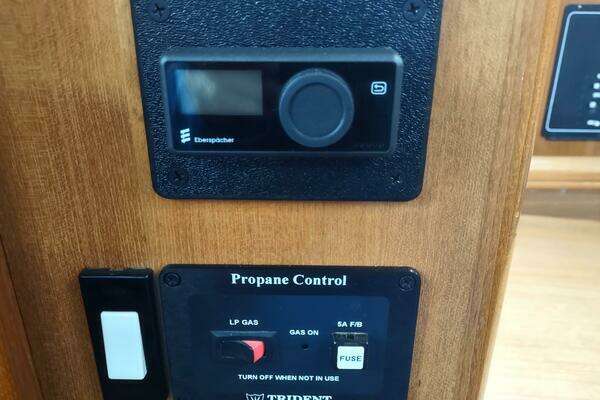 Eberspächer
Propane Control
LP GAS
GAS ON
5A F/B
FUSE
TURN OFF WHEN NOT IN USE
TRIDENT